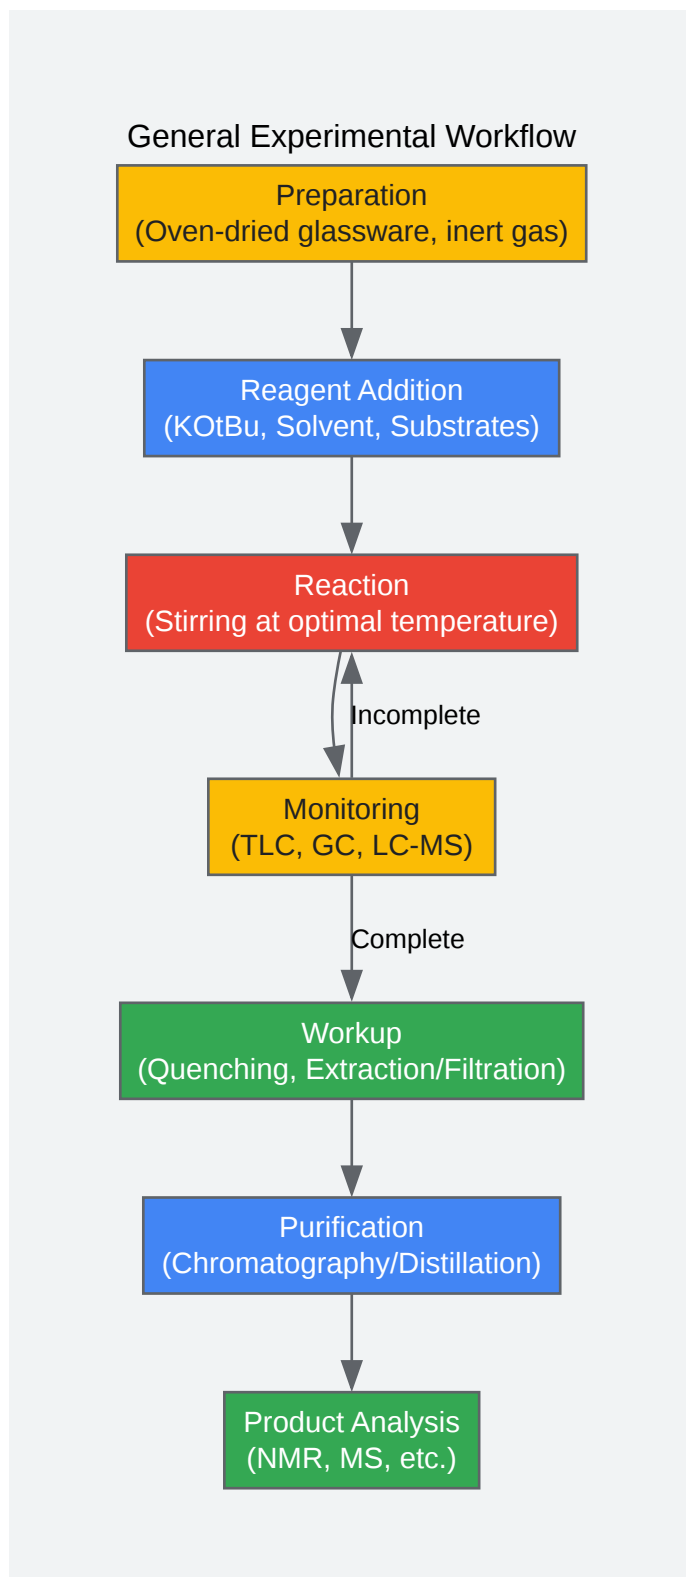 General Experimental Workflow
Preparation
(Oven-dried glassware, inert gas)
Reagent Addition
(KOtBu, Solvent, Substrates)
Reaction
(Stirring at optimal temperature)
Incomplete
Monitoring
(TLC, GC, LC-MS)
Complete
Workup
(Quenching, Extraction/Filtration)
Purification
(Chromatography/Distillation)
Product Analysis
(NMR, MS, etc.)